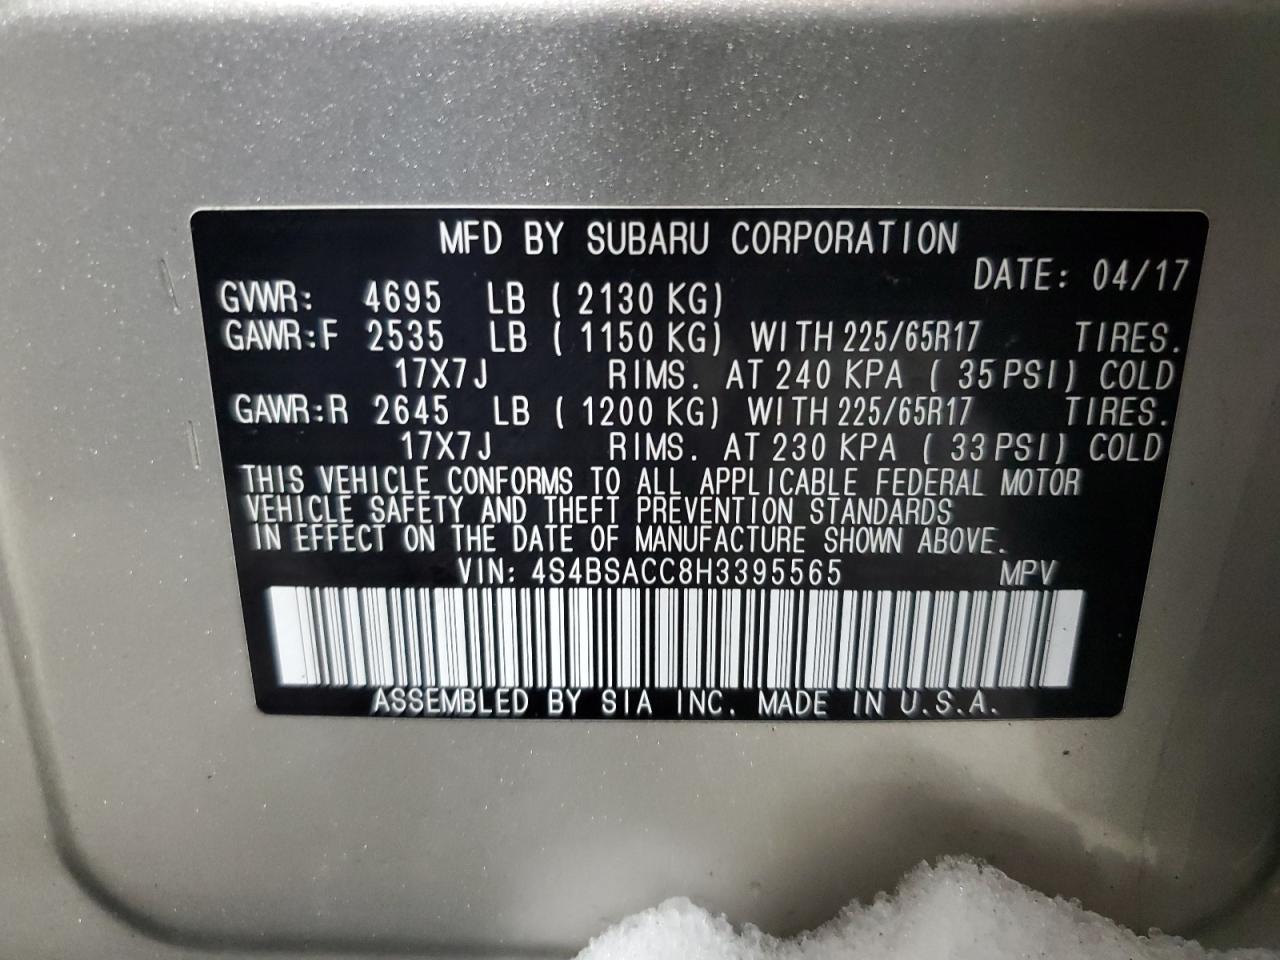 MFD BY SUBARU CORPORATION
DATE: 04/17
GVWR: 4695 LB ( 2130 KG)
GAWR:F 2535 LB ( 1150 KG) WITH 225/65R17 TIRES.
17X7J RIMS. AT 240 KPA ( 35 PSI) COLD
GAWR:R 2645 LB ( 1200 KG) WITH 225/65R17 TIRES.
17X7J RIMS. AT 230 KPA ( 33 PSI) COLD
THIS VEHICLE CONFORMS TO ALL APPLICABLE FEDERAL MOTOR
VEHICLE SAFETY AND THEFT PREVENTION STANDARDS
IN EFFECT ON THE DATE OF MANUFACTURE SHOWN ABOVE.
VIN: 4S4BSACC8H3395565 MPV
ASSEMBLED BY SIA INC. MADE IN U.S.A.